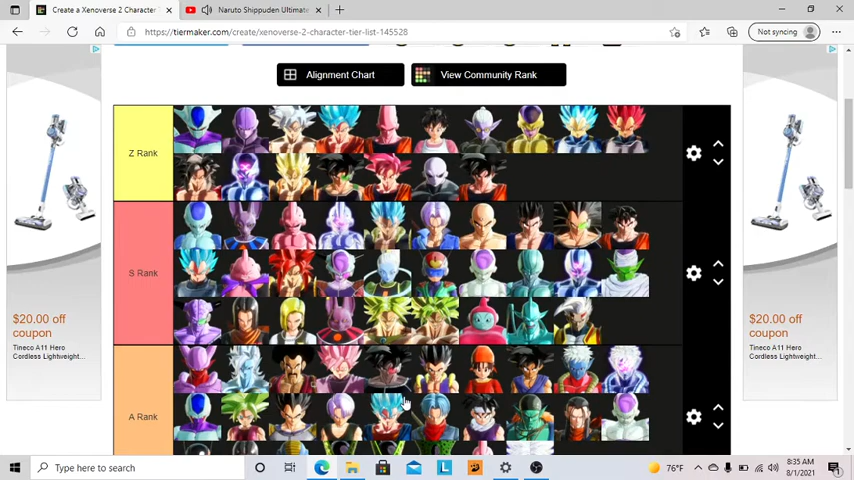 Create a Xenoverse 2 Character T
Naruto Shippuden Ultimate
https://tiermaker.com/create/xenoverse-2-character-tier-list-145528
Not syncing
Alignment Chart
View Community Rank
Z Rank
S Rank
A Rank
$20.00 off
coupon
Tineco A11 Hero
Cordless Lightweight...
$20.00 off
coupon
Tineco A11 Hero
Cordless Lightweight...
Type here to search
76°F
8:35 AM
8/1/2021